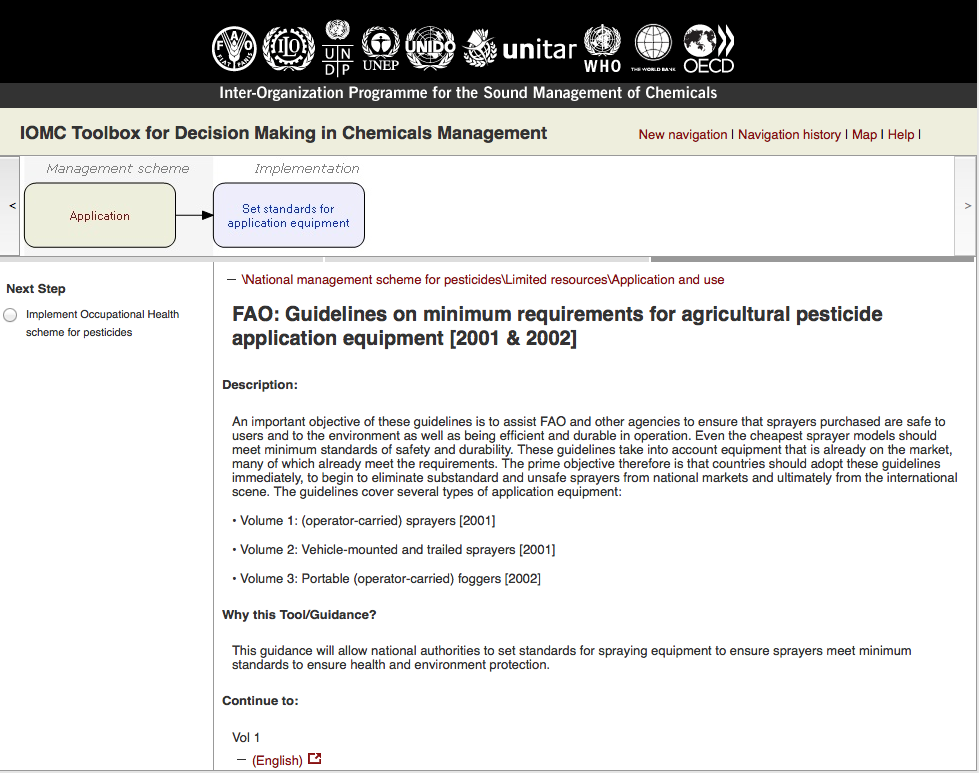 FAO
FIAT PANIS
ILO
UN
DP
UNEP
UNIDO
unitar
WHO
THE WORLD BANK
OECD
Inter-Organization Programme for the Sound Management of Chemicals
IOMC Toolbox for Decision Making in Chemicals Management
New navigation I Navigation history I Map I Help I
Management scheme
Implementation
<
Application
Set standards for
application equipment
>
Next Step
Implement Occupational Health
scheme for pesticides
— \National management scheme for pesticides\Limited resources\Application and use
FAO: Guidelines on minimum requirements for agricultural pesticide
application equipment [2001 & 2002]
Description:
An important objective of these guidelines is to assist FAO and other agencies to ensure that sprayers purchased are safe to
users and to the environment as well as being efficient and durable in operation. Even the cheapest sprayer models should
meet minimum standards of safety and durability. These guidelines take into account equipment that is already on the market,
many of which already meet the requirements. The prime objective therefore is that countries should adopt these guidelines
immediately, to begin to eliminate substandard and unsafe sprayers from national markets and ultimately from the international
scene. The guidelines cover several types of application equipment:
• Volume 1: (operator-carried) sprayers [2001]
• Volume 2: Vehicle-mounted and trailed sprayers [2001]
• Volume 3: Portable (operator-carried) foggers [2002]
Why this Tool/Guidance?
This guidance will allow national authorities to set standards for spraying equipment to ensure sprayers meet minimum
standards to ensure health and environment protection.
Continue to:
Vol 1
— (English)